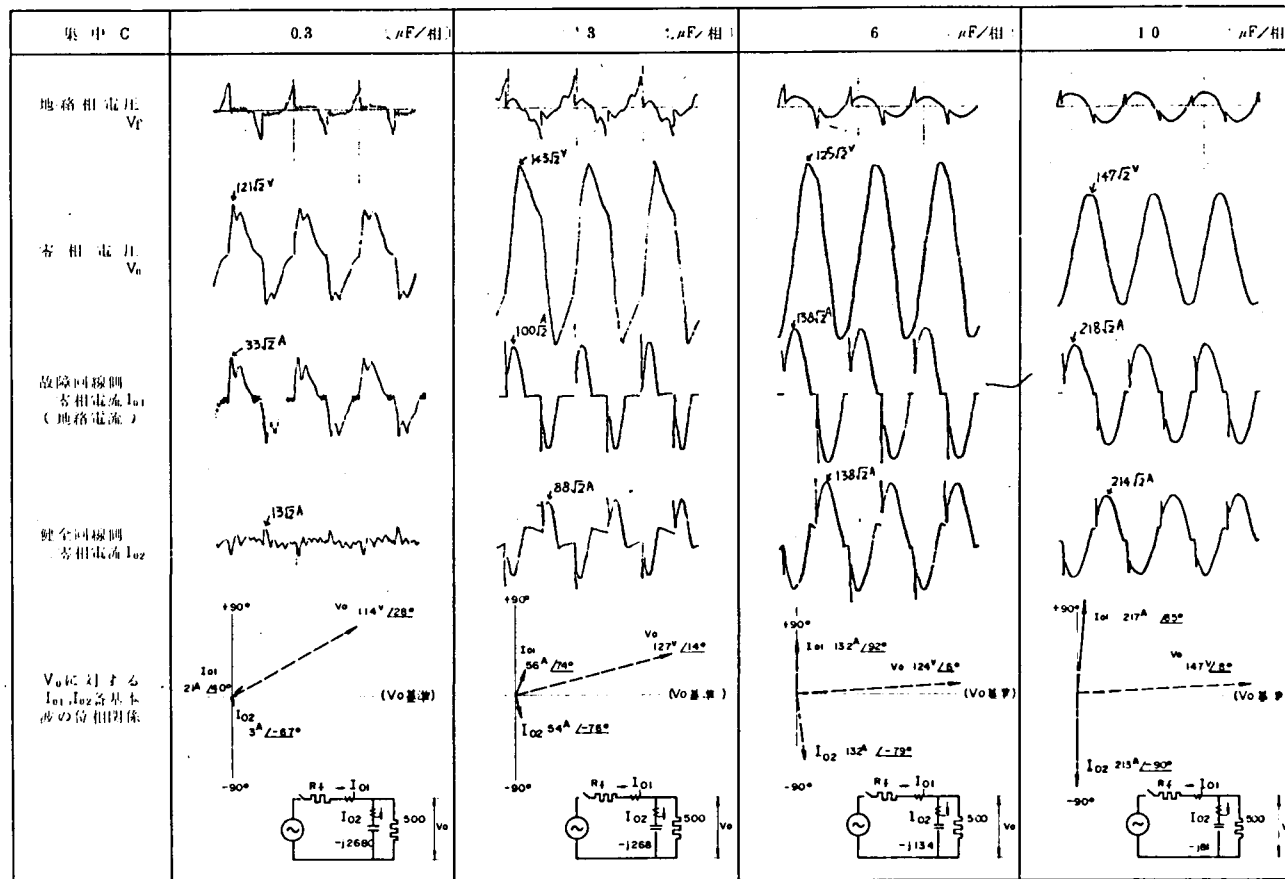 集中 C
0.3 (μF/相)
3 (μF/相)
6 μF/相)
10 μF/相)
地絡相電圧
Vf
零相電圧
V₀
故障回線側
零相電流I₀₁
(地絡電流)
健全回線側
零相電流I₀₂
V₀に対する
I₀₁,I₀₂各基本
波の位相関係
121√2V
33√2A
13√2A
+90°
V₀ 114V /28°
I₀₁
(V₀基準)
I₀₂
3A /-67°
-90°
Rf → I₀₁
I₀₂
500
V₀
-j2680
143√2V
100√2A
88√2A
+90°
I₀₁
56A /74°
V₀
127V /14°
(V₀基準)
I₀₂ 54A /-76°
-90°
Rf → I₀₁
I₀₂
500
V₀
-j268
125√2V
138√2A
138√2A
+90°
I₀₁ 132A /92°
V₀ 124V /6°
(V₀基準)
I₀₂ 132A /-79°
-90°
Rf → I₀₁
I₀₂
500
V₀
-j134
147√2V
218√2A
214√2A
+90°
I₀₁ 217A /85°
V₀
147V /8°
(V₀基準
I₀₂ 213A /-90°
-90°
Rf → I₀₁
I₀₂
500
-j81